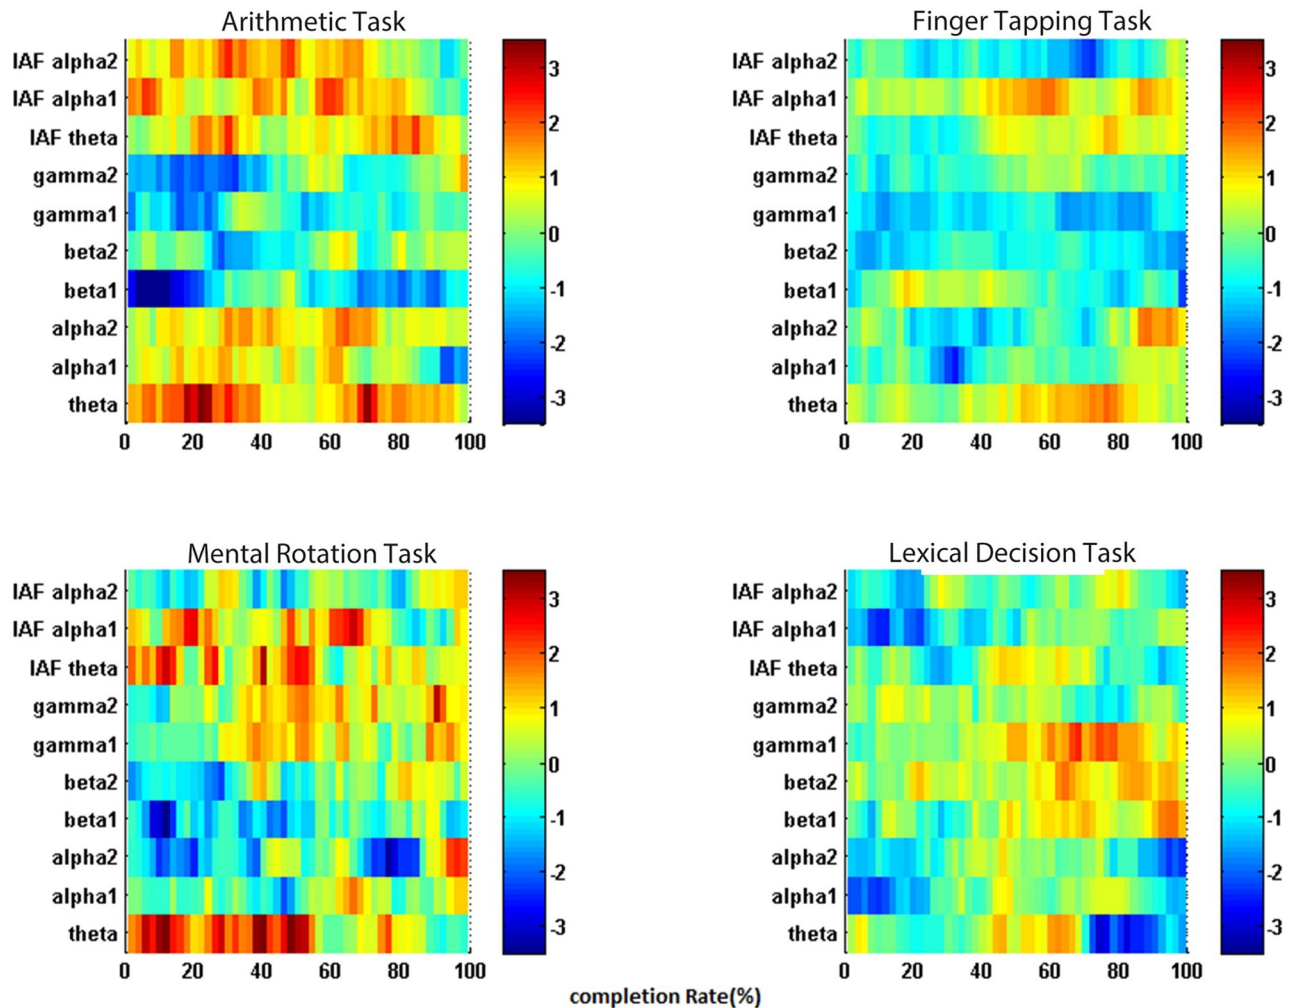 Arithmetic Task
IAF alpha2
IAF alpha1
IAF theta
gamma2
gamma1
beta2
beta1
alpha2
alpha1
theta
0 20 40 60 80 100
3
2
1
0
-1
-2
-3
Finger Tapping Task
IAF alpha2
IAF alpha1
IAF theta
gamma2
gamma1
beta2
beta1
alpha2
alpha1
theta
0 20 40 60 80 100
3
2
1
0
-1
-2
-3
Mental Rotation Task
IAF alpha2
IAF alpha1
IAF theta
gamma2
gamma1
beta2
beta1
alpha2
alpha1
theta
0 20 40 60 80 100
3
2
1
0
-1
-2
-3
Lexical Decision Task
IAF alpha2
IAF alpha1
IAF theta
gamma2
gamma1
beta2
beta1
alpha2
alpha1
theta
0 20 40 60 80 100
3
2
1
0
-1
-2
-3
completion Rate(%)